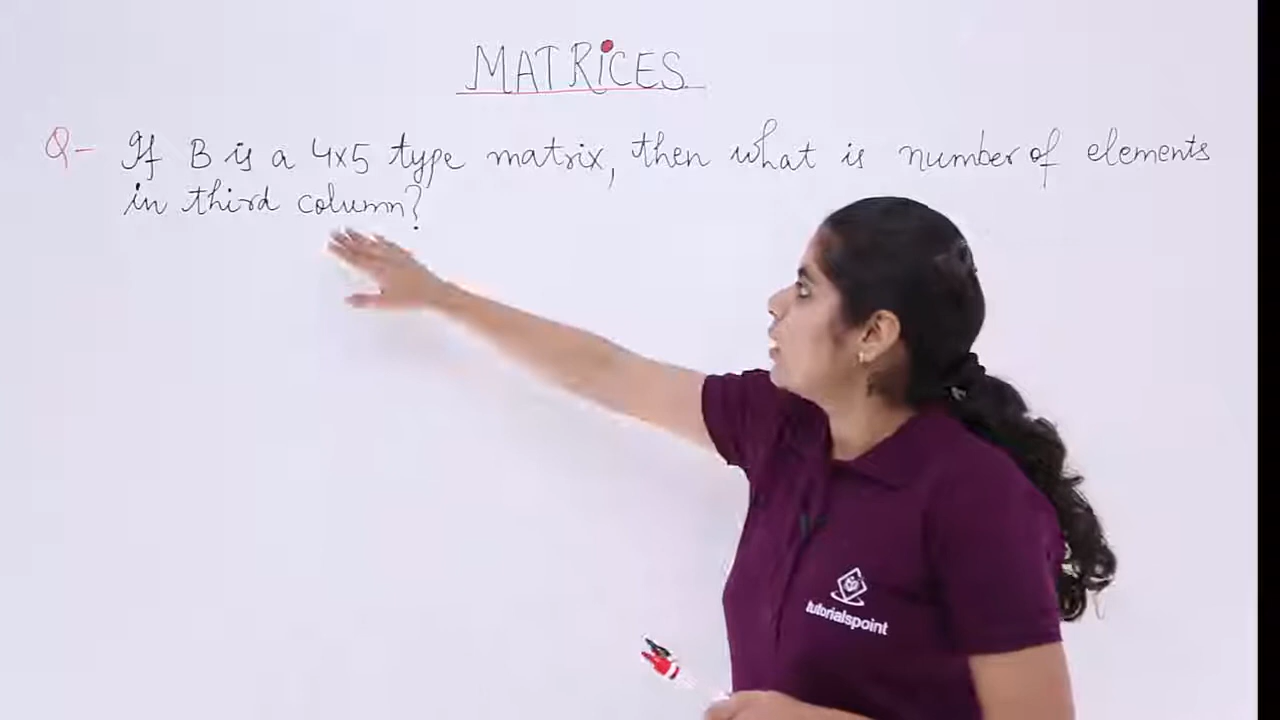 MATRiCES
Q- If B is a 4x5 type matrix, then what is number of elements
in third column?
tutorialspoint